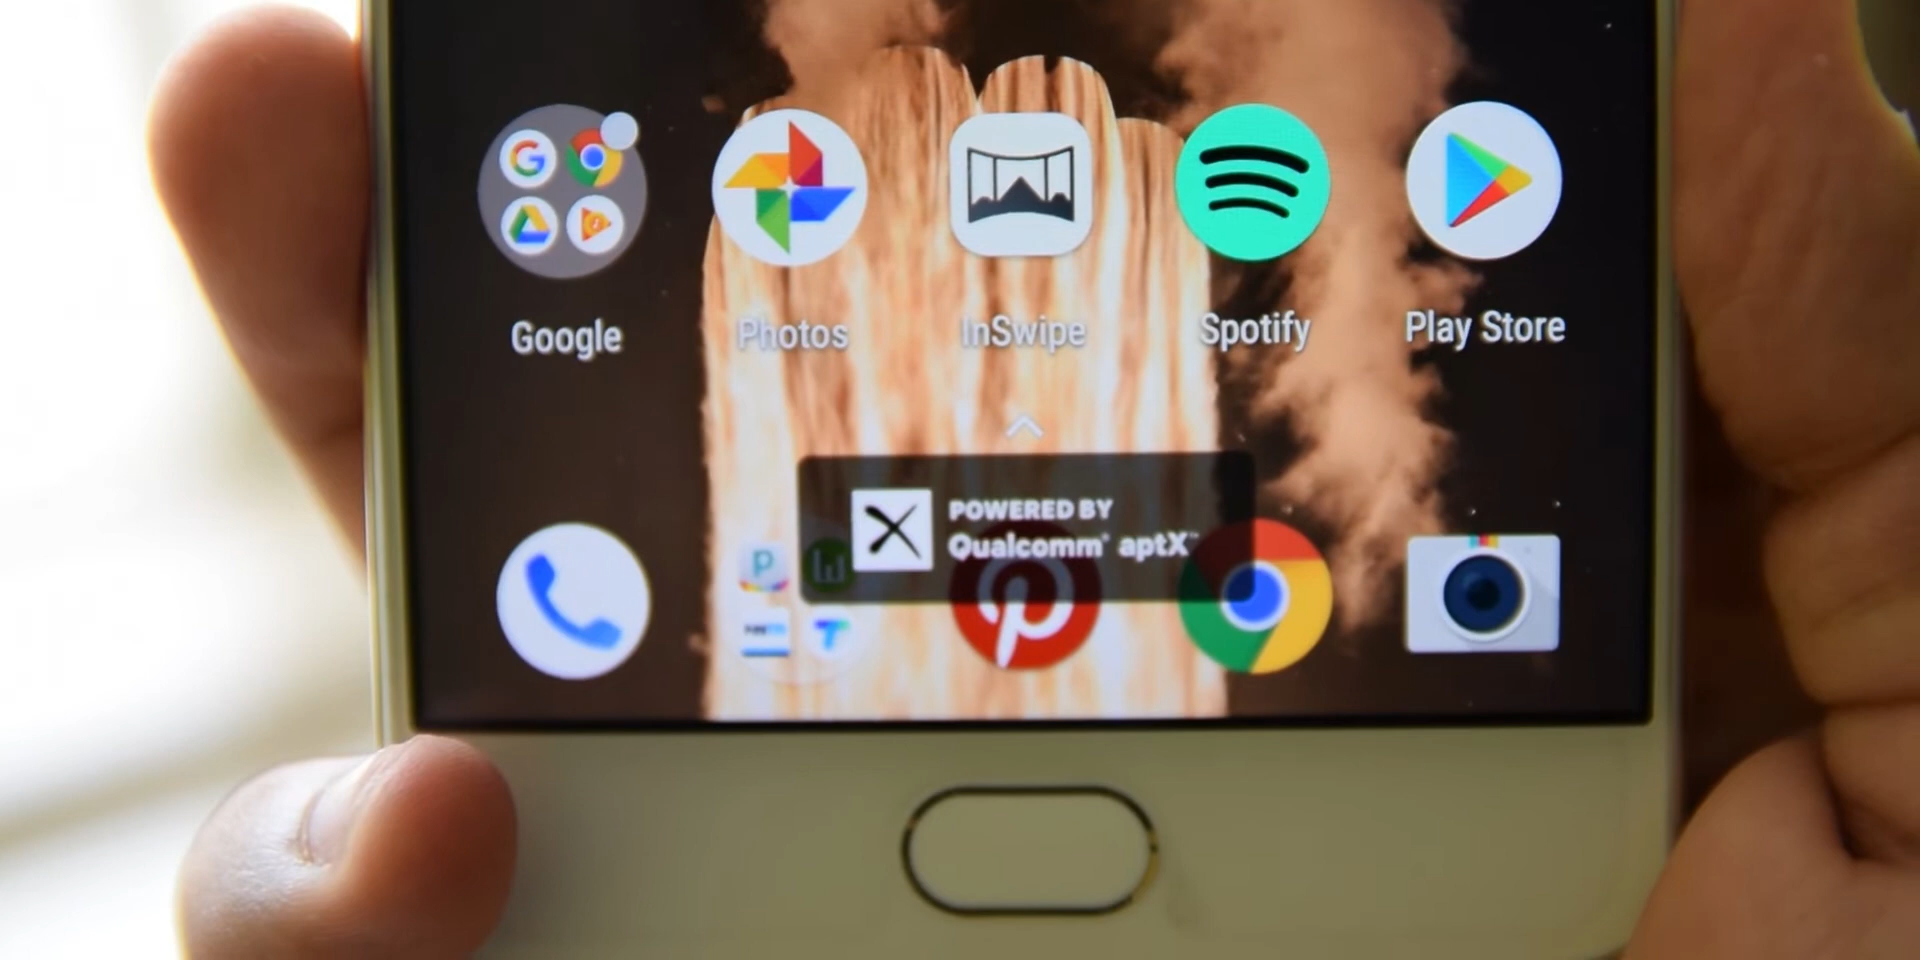 Google
Photos
InSwipe
Spotify
Play Store
POWERED BY
Qualcomm® aptX™